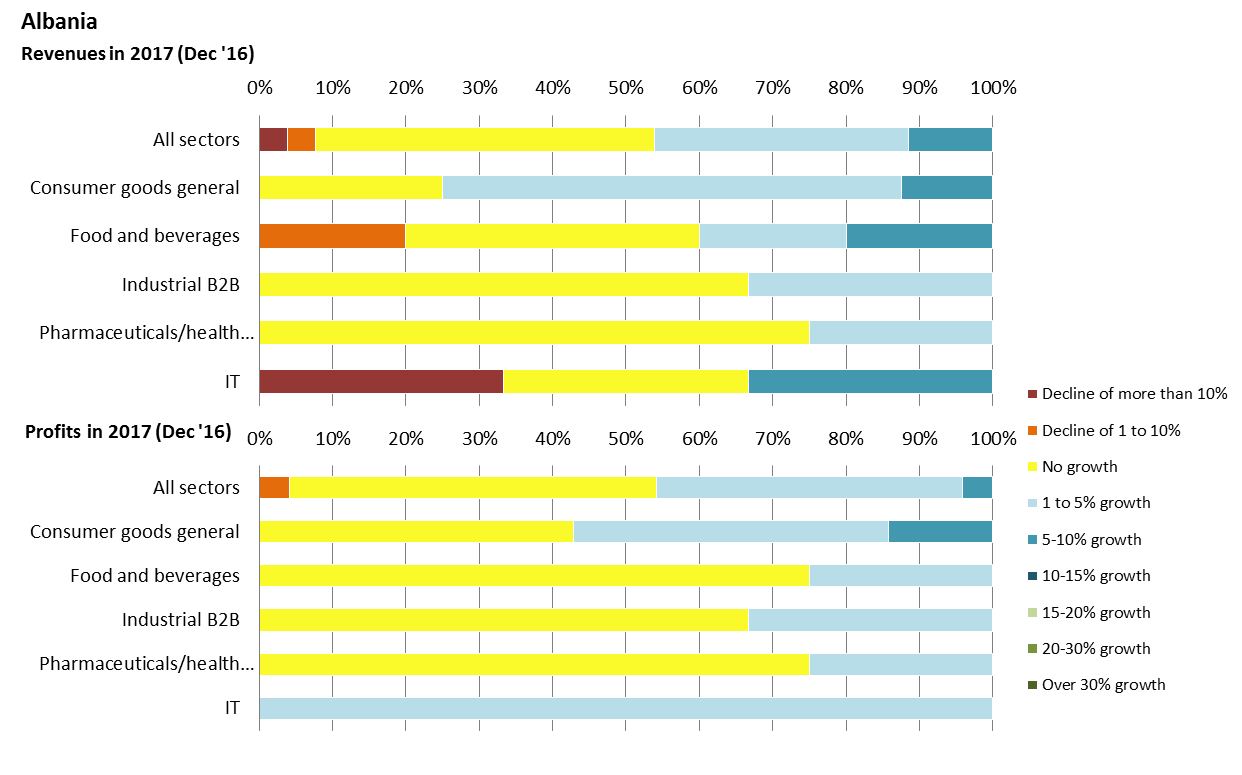 Albania
Revenues in 2017 (Dec '16)
0% 10% 20% 30% 40% 50% 60% 70% 80% 90% 100%
All sectors
Consumer goods general
Food and beverages
Industrial B2B
Pharmaceuticals/health...
IT
Profits in 2017 (Dec '16)
0% 10% 20% 30% 40% 50% 60% 70% 80% 90% 100%
All sectors
Consumer goods general
Food and beverages
Industrial B2B
Pharmaceuticals/health...
IT
Decline of more than 10%
Decline of 1 to 10%
No growth
1 to 5% growth
5-10% growth
10-15% growth
15-20% growth
20-30% growth
Over 30% growth